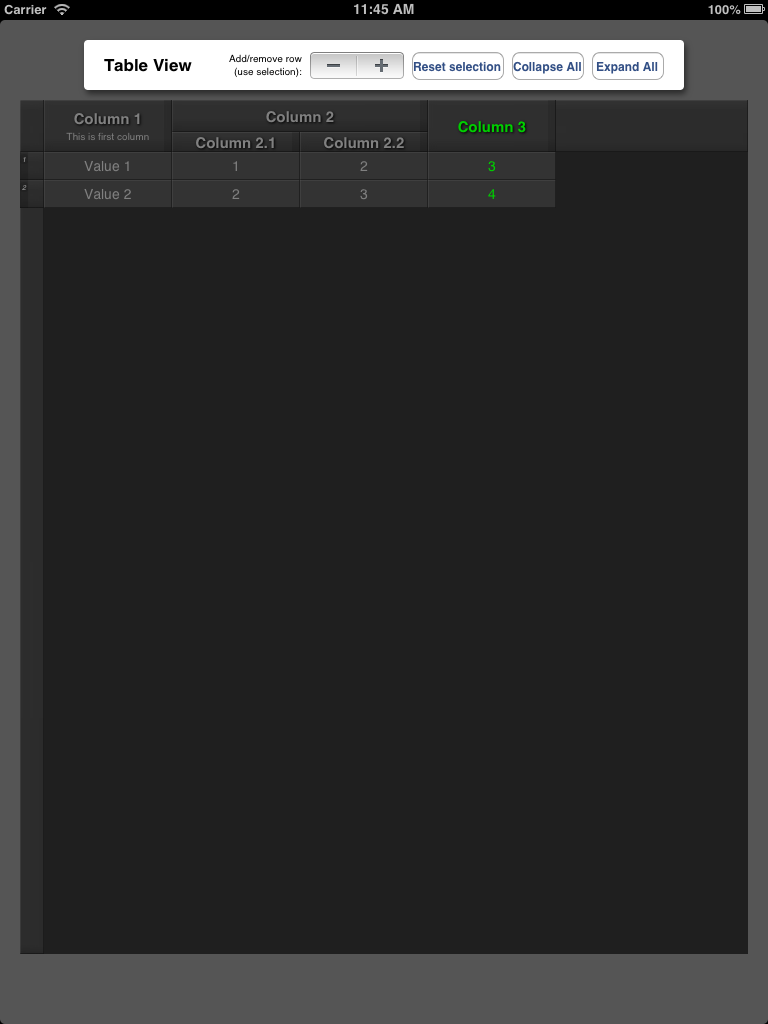 Carrier 11:45 AM 100%
Table View
Add/remove row
(use selection):
− +
Reset selection
Collapse All
Expand All
Column 1
This is first column
Column 2
Column 2.1 Column 2.2
Column 3
1 Value 1 1 2 3
2 Value 2 2 3 4